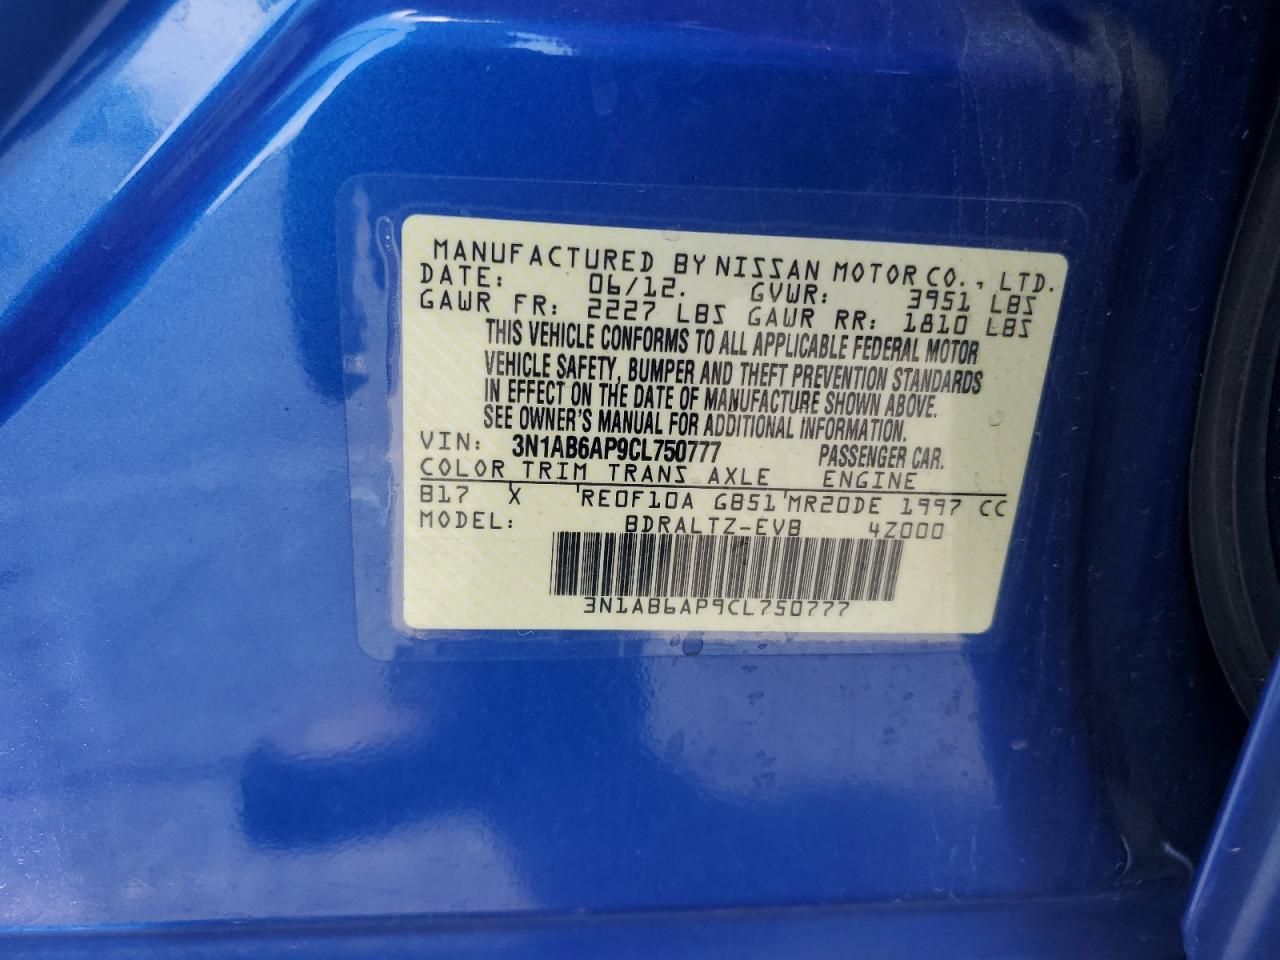 MANUFACTURED BY NISSAN MOTOR CO., LTD.
DATE: 06/12. GVWR: 3951 LBS
GAWR FR: 2227 LBS GAWR RR: 1810 LBS
THIS VEHICLE CONFORMS TO ALL APPLICABLE FEDERAL MOTOR
VEHICLE SAFETY, BUMPER AND THEFT PREVENTION STANDARDS
IN EFFECT ON THE DATE OF MANUFACTURE SHOWN ABOVE.
SEE OWNER'S MANUAL FOR ADDITIONAL INFORMATION.
VIN: 3N1AB6AP9CL750777 PASSENGER CAR.
COLOR TRIM TRANS AXLE ENGINE
B17 X RE0F10A GB51 MR20DE 1997 CC
MODEL: BDRALTZ-EVB 4Z000
3N1AB6AP9CL750777